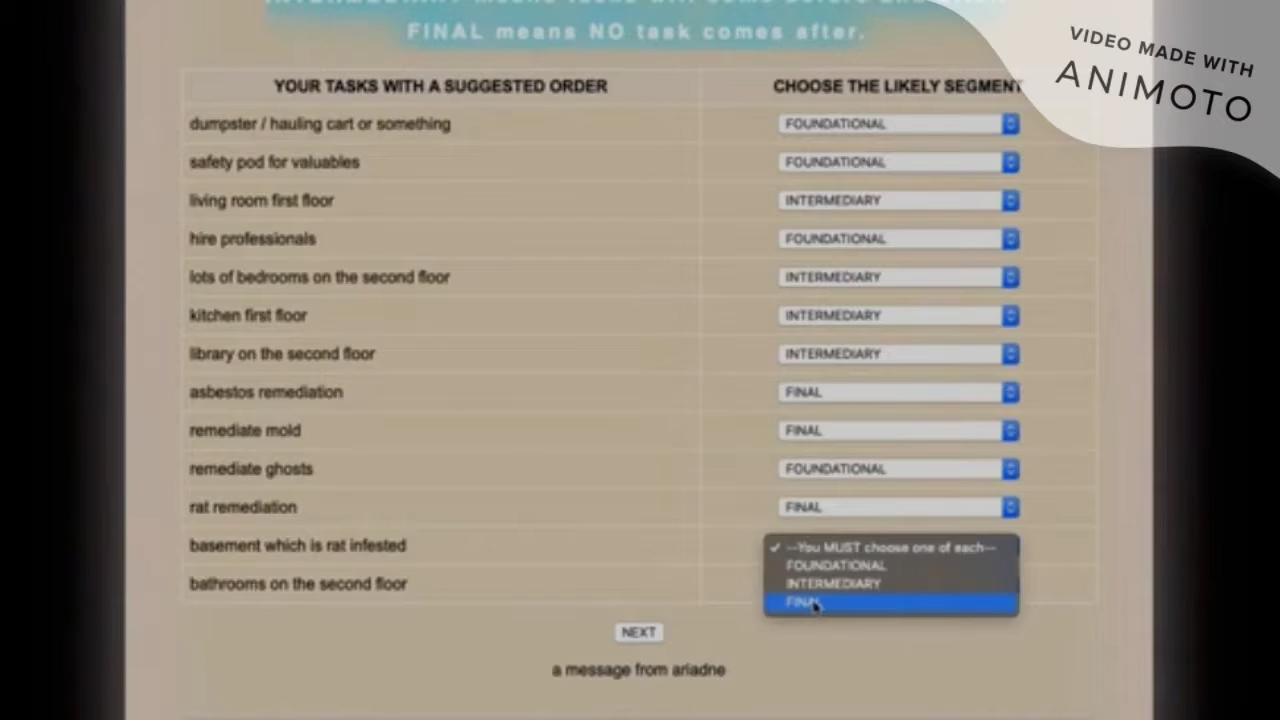 FINAL means NO task comes after.
VIDEO MADE WITH
ANIMOTO
YOUR TASKS WITH A SUGGESTED ORDER CHOOSE THE LIKELY SEGMENT
dumpster / hauling cart or something FOUNDATIONAL
safety pod for valuables FOUNDATIONAL
living room first floor INTERMEDIARY
hire professionals FOUNDATIONAL
lots of bedrooms on the second floor INTERMEDIARY
kitchen first floor INTERMEDIARY
library on the second floor INTERMEDIARY
asbestos remediation FINAL
remediate mold FINAL
remediate ghosts FOUNDATIONAL
rat remediation FINAL
basement which is rat infested --You MUST choose one of each--
FOUNDATIONAL
bathrooms on the second floor INTERMEDIARY
FINAL
NEXT
a message from ariadne